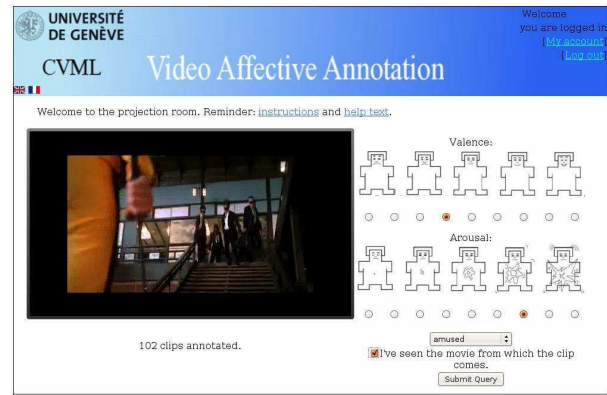 UNIVERSITÉ
DE GENÈVE
CVML
Video Affective Annotation
Welcome
you are logged in
[My account]
[Log out]
Welcome to the projection room. Reminder: instructions and help text.
Valence:
Arousal:
102 clips annotated.
amused
I've seen the movie from which the clip
comes.
Submit Query